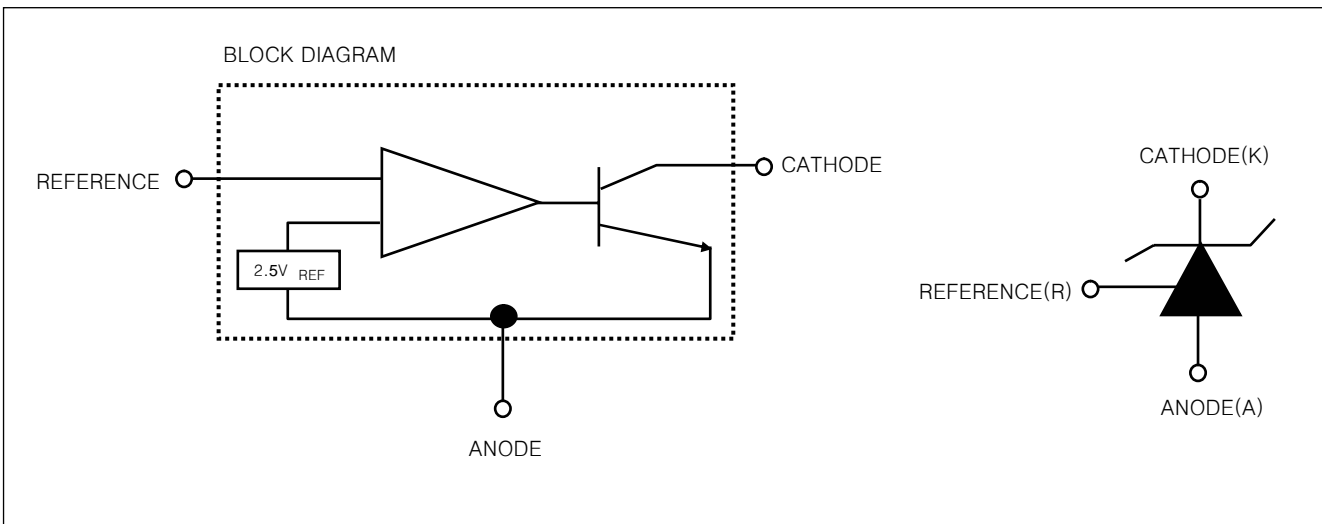 BLOCK DIAGRAM
REFERENCE
CATHODE
2.5V REF
ANODE
CATHODE(K)
REFERENCE(R)
ANODE(A)